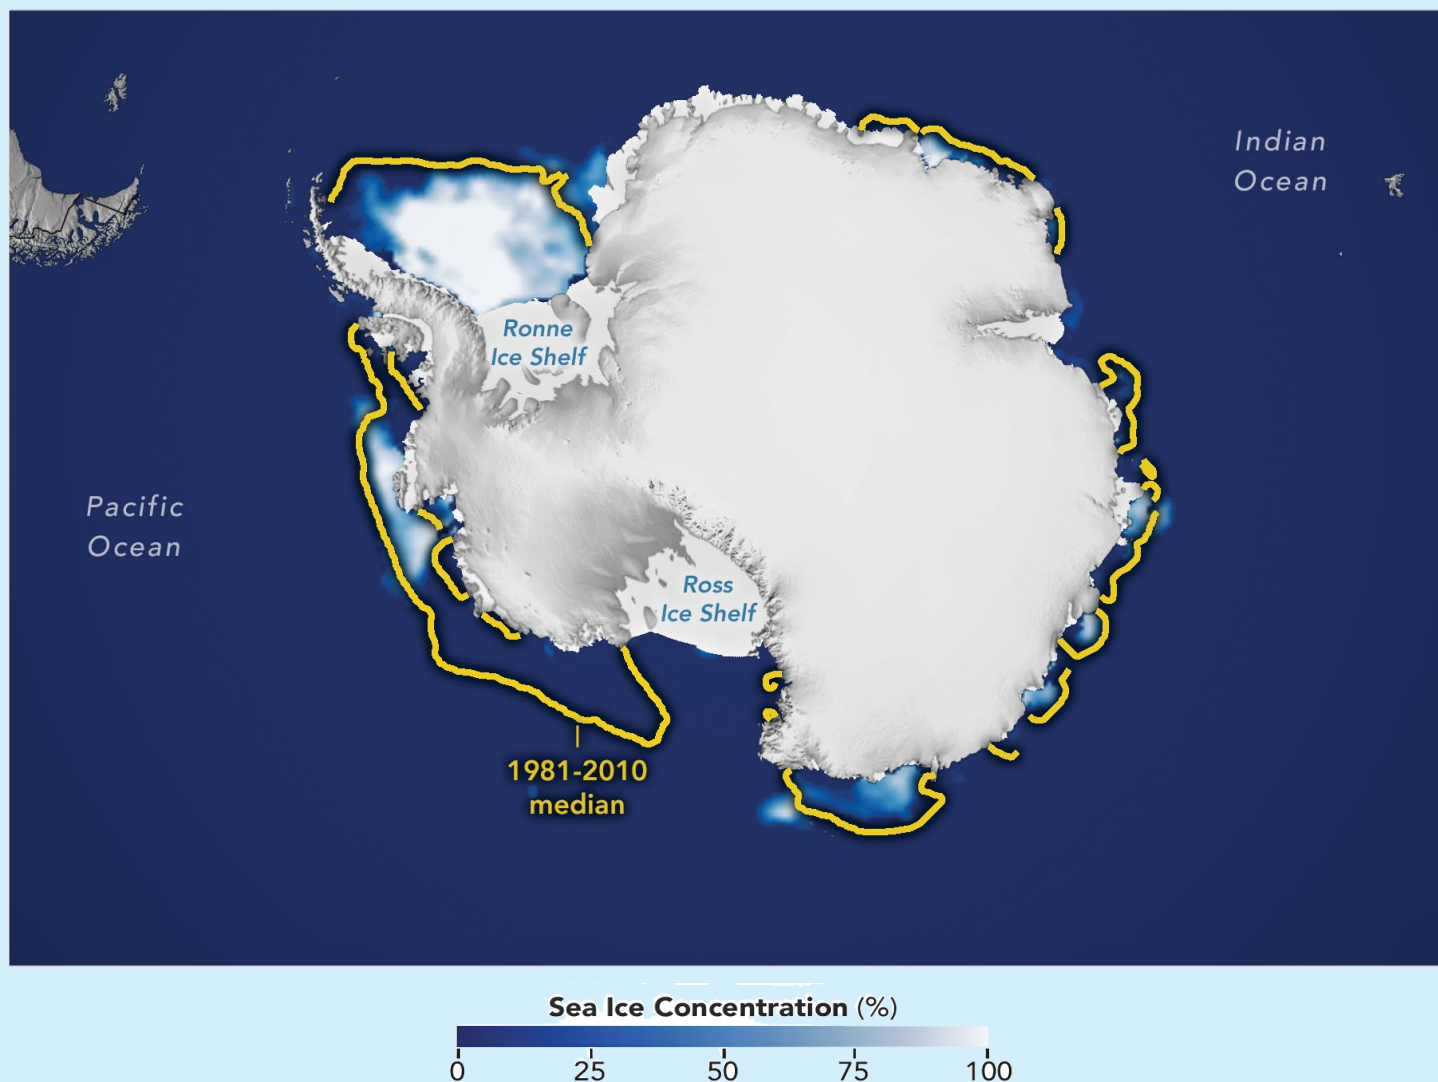 Indian
Ocean
Ronne
Ice Shelf
Pacific
Ocean
Ross
Ice Shelf
1981-2010
median
Sea Ice Concentration (%)
0 25 50 75 100